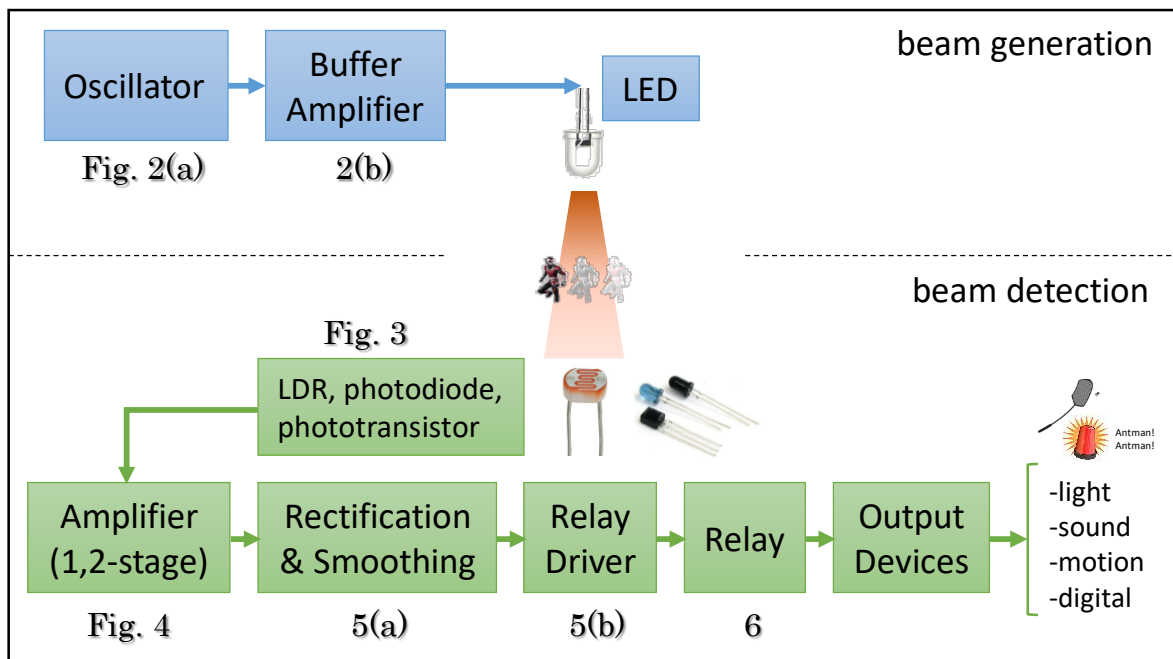 beam generation
Oscillator
Buffer
Amplifier
LED
Fig. 2(a)
2(b)
beam detection
Fig. 3
LDR, photodiode,
phototransistor
Antman!
Antman!
Amplifier
(1,2-stage)
Rectification
& Smoothing
Relay
Driver
Relay
Output
Devices
-light
-sound
-motion
-digital
Fig. 4
5(a)
5(b)
6